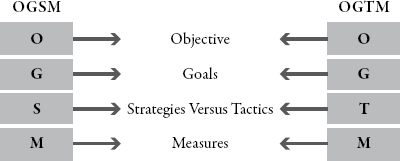 OGSM OGTM
O Objective O
G Goals G
S Strategies Versus Tactics T
M Measures M